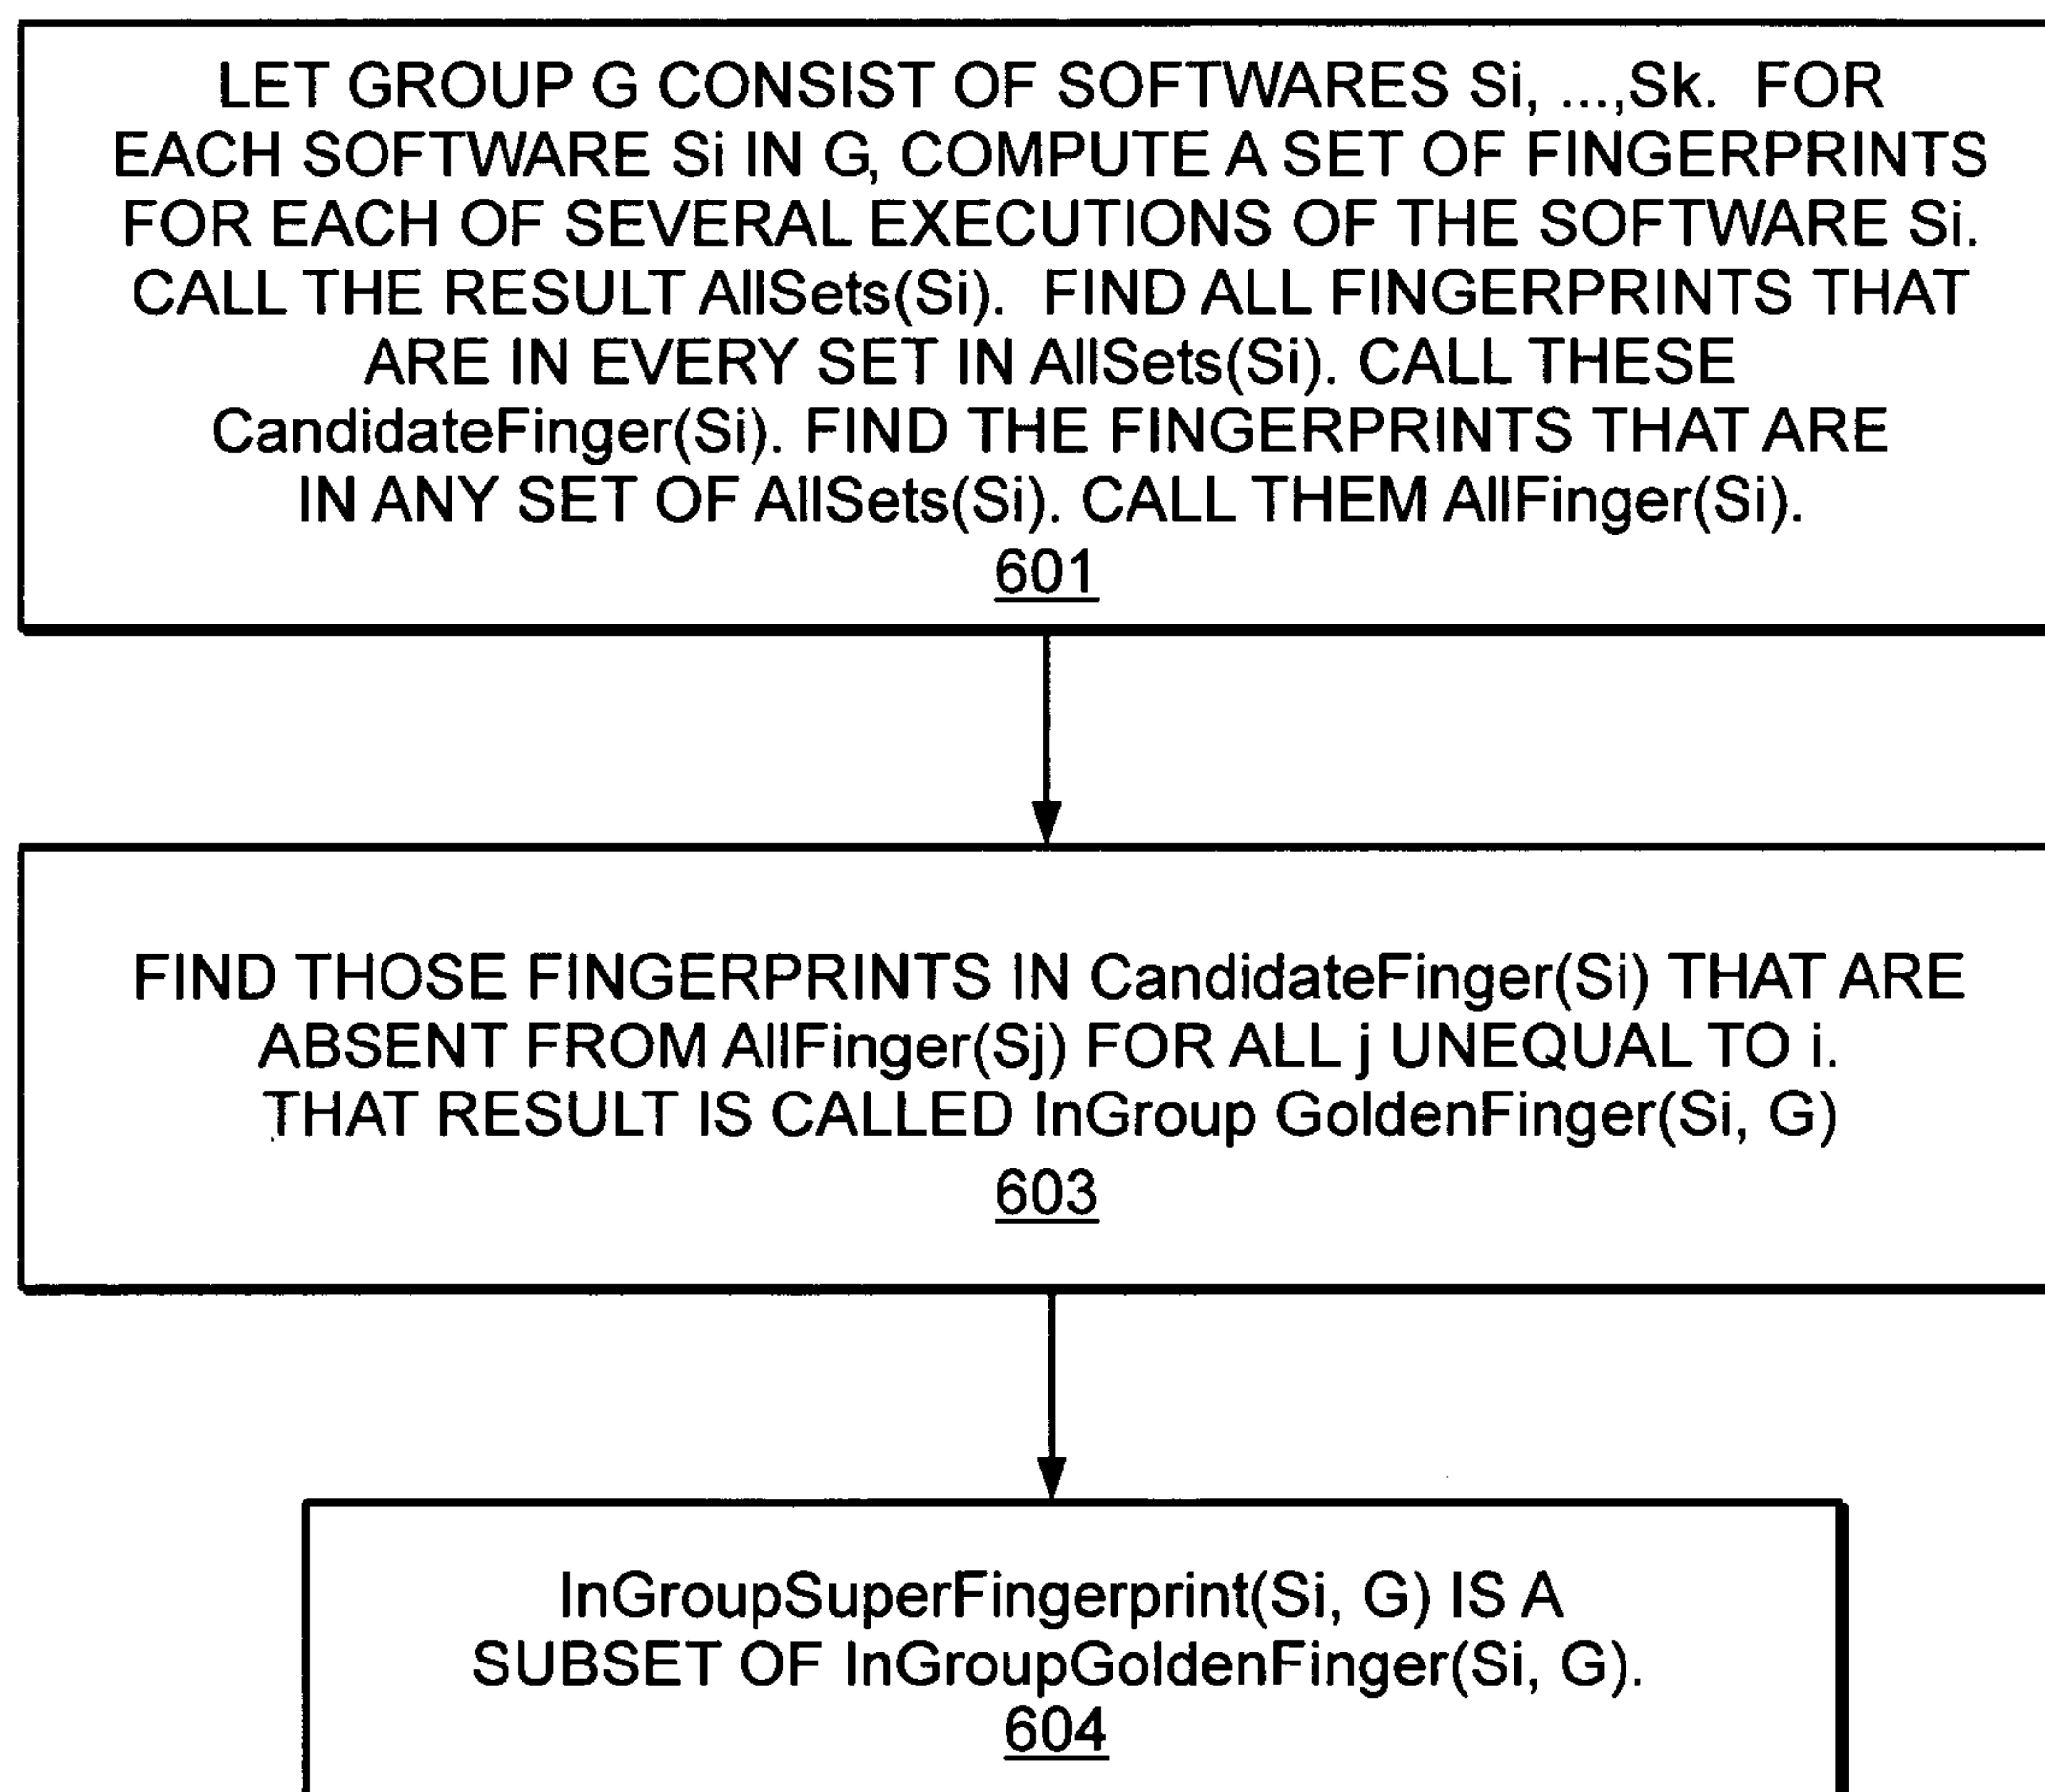 LET GROUP G CONSIST OF SOFTWARES Si, ...,Sk. FOR
EACH SOFTWARE Si IN G, COMPUTE A SET OF FINGERPRINTS
FOR EACH OF SEVERAL EXECUTIONS OF THE SOFTWARE Si.
CALL THE RESULT AllSets(Si). FIND ALL FINGERPRINTS THAT
ARE IN EVERY SET IN AllSets(Si). CALL THESE
CandidateFinger(Si). FIND THE FINGERPRINTS THAT ARE
IN ANY SET OF AllSets(Si). CALL THEM AllFinger(Si).
601
FIND THOSE FINGERPRINTS IN CandidateFinger(Si) THAT ARE
ABSENT FROM AllFinger(Sj) FOR ALL j UNEQUAL TO i.
THAT RESULT IS CALLED InGroup GoldenFinger(Si, G)
603
InGroupSuperFingerprint(Si, G) IS A
SUBSET OF InGroupGoldenFinger(Si, G).
604